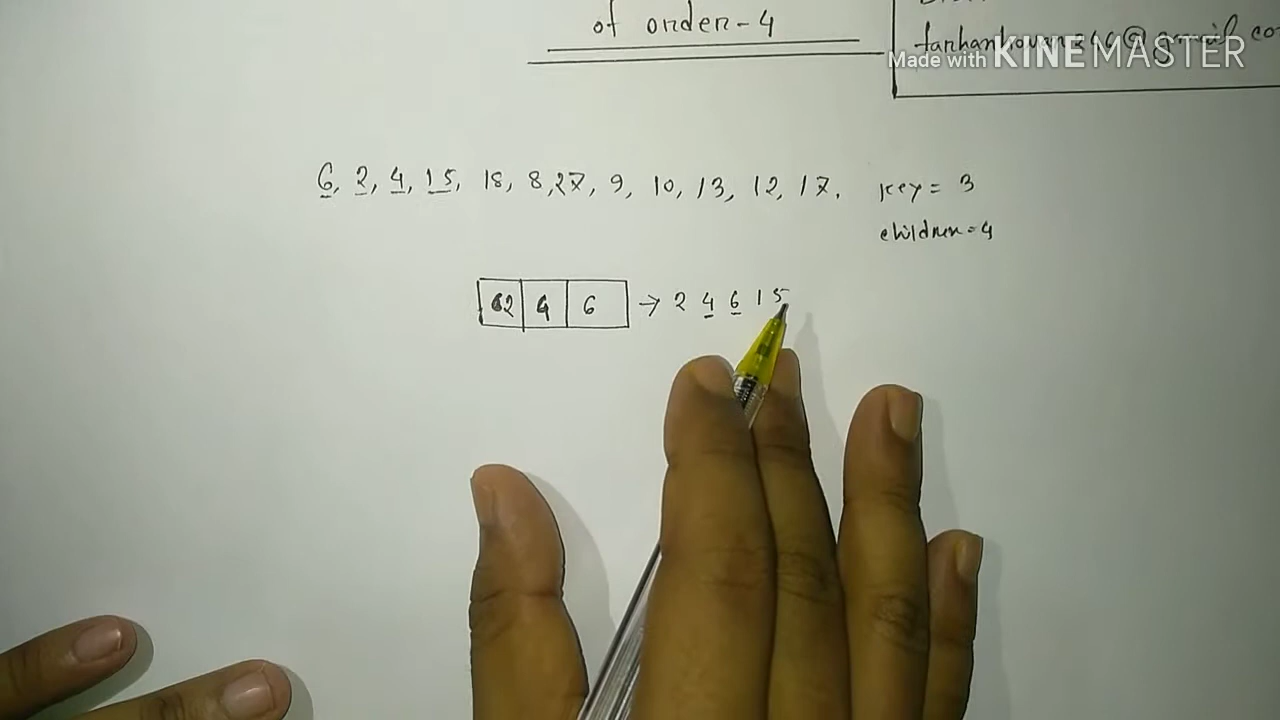 of order-4
Made with KINEMASTER
6, 2, 4, 15, 18, 8, 27, 9, 10, 13, 12, 17.
key = 3
children = 4
2 4 6 → 2 4 6 15